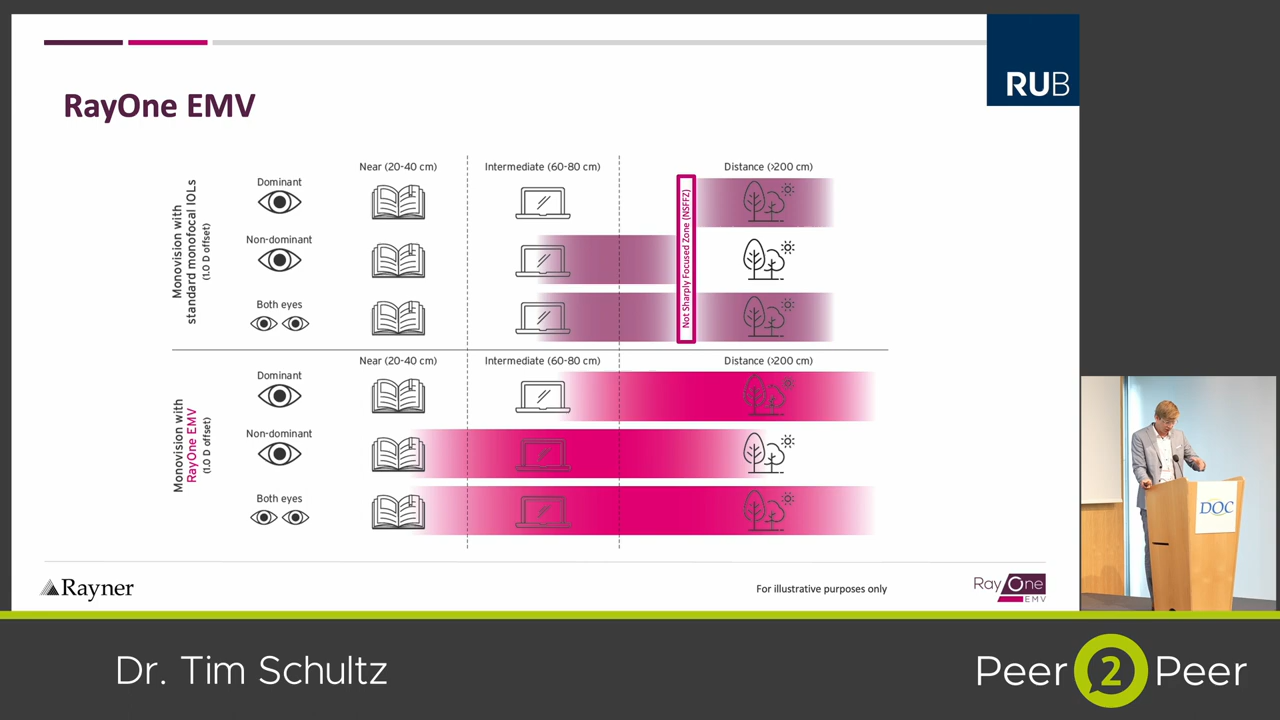 RUB
RayOne EMV
Near (20-40 cm)
Intermediate (60-80 cm)
Distance (>200 cm)
Monovision with
standard monofocal IOLs
(1.0 D offset)
Dominant
Non-dominant
Both eyes
Not Sharply Focused Zone (NSFFZ)
Near (20-40 cm)
Intermediate (60-80 cm)
Distance (>200 cm)
Monovision with
RayOne EMV
(1.0 D offset)
Dominant
Non-dominant
Both eyes
Rayner
For illustrative purposes only
RayOne
EMV
DOC
Dr. Tim Schultz
Peer 2 Peer